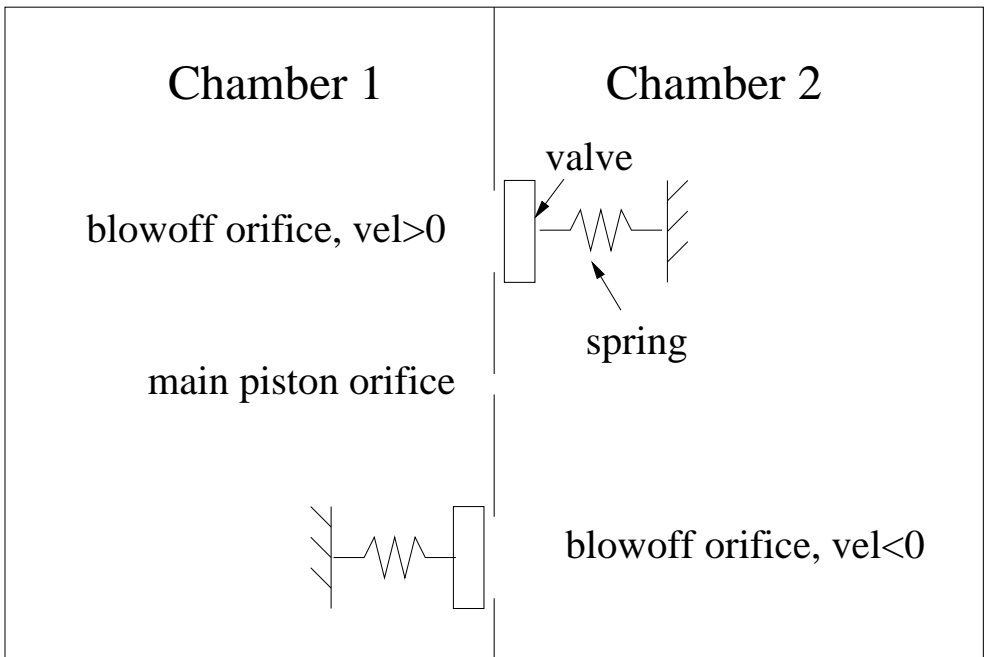 Chamber 1
Chamber 2
valve
blowoff orifice, vel>0
spring
main piston orifice
blowoff orifice, vel<0